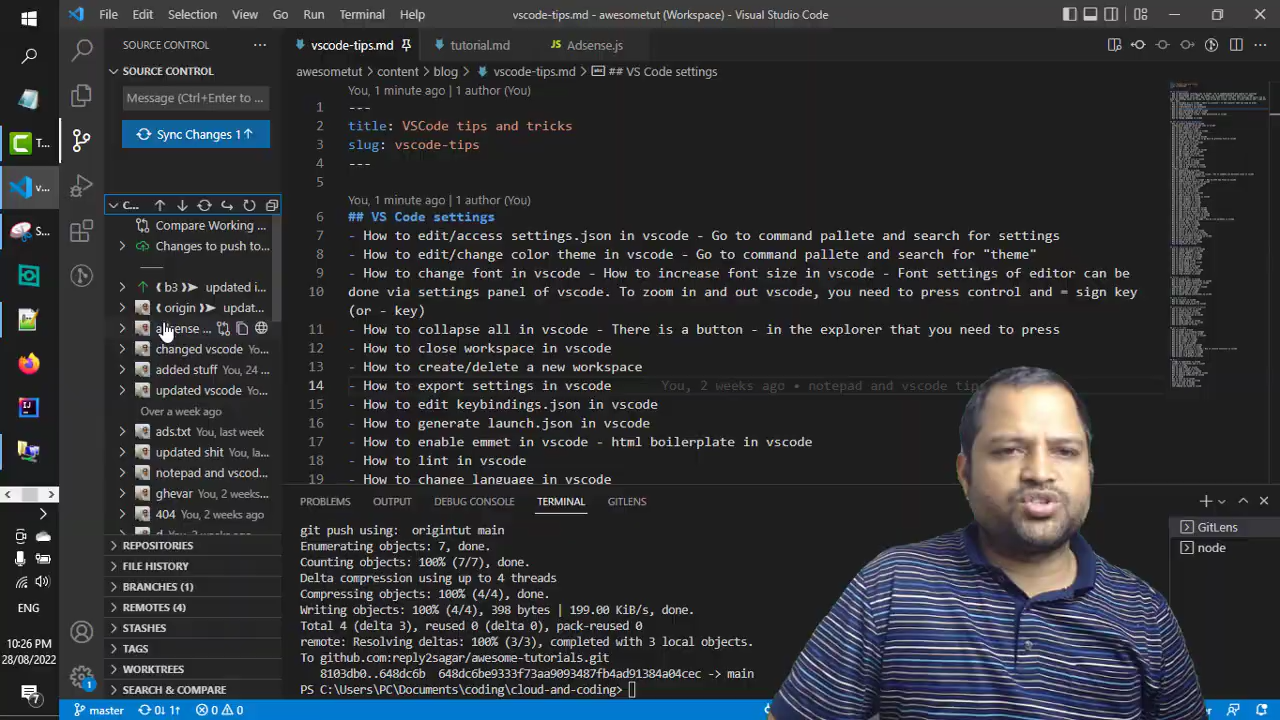 File Edit Selection View Go Run Terminal Help
vscode-tips.md - awesometut (Workspace) - Visual Studio Code
SOURCE CONTROL
SOURCE CONTROL
Message (Ctrl+Enter to ...
Sync Changes 1↑
C...
Compare Working ...
Changes to push to...
b3 updated i...
origin updat...
changed vscode Yo...
added stuff You, 24 ...
updated vscode Yo...
Over a week ago
ads.txt You, last week
updated shit You, la...
notepad and vscod...
ghevar You, 2 weeks...
404 You, 2 weeks ago
REPOSITORIES
FILE HISTORY
BRANCHES (1)
REMOTES (4)
STASHES
TAGS
WORKTREES
SEARCH & COMPARE
T...
v...
S...
ENG
10:26 PM
28/08/2022
7
1
vscode-tips.md tutorial.md JS Adsense.js
awesometut > content > blog > vscode-tips.md > ## VS Code settings
You, 1 minute ago | 1 author (You)
1 ---
2 title: VSCode tips and tricks
3 slug: vscode-tips
4 ---
5
You, 1 minute ago | 1 author (You)
6 ## VS Code settings
7 - How to edit/access settings.json in vscode - Go to command pallete and search for settings
8 - How to edit/change color theme in vscode - Go to command pallete and search for "theme"
9 - How to change font in vscode - How to increase font size in vscode - Font settings of editor can be
10 done via settings panel of vscode. To zoom in and out vscode, you need to press control and = sign key
(or - key)
11 - How to collapse all in vscode - There is a button - in the explorer that you need to press
12 - How to close workspace in vscode
13 - How to create/delete a new workspace
14 - How to export settings in vscode You, 2 weeks ago • notepad and vscode tips
15 - How to edit keybindings.json in vscode
16 - How to generate launch.json in vscode
17 - How to enable emmet in vscode - html boilerplate in vscode
18 - How to lint in vscode
19 - How to change language in vscode
PROBLEMS OUTPUT DEBUG CONSOLE TERMINAL GITLENS
git push using: origintut main
Enumerating objects: 7, done.
Counting objects: 100% (7/7), done.
Delta compression using up to 4 threads
Compressing objects: 100% (4/4), done.
Writing objects: 100% (4/4), 398 bytes | 199.00 KiB/s, done.
Total 4 (delta 3), reused 0 (delta 0), pack-reused 0
remote: Resolving deltas: 100% (3/3), completed with 3 local objects.
To github.com:reply2sagar/awesome-tutorials.git
8103db0..648dc6b 648dc6be9373aaa9093487fb4ad91384a04cec -> main
PS C:\Users\PC\Documents\coding\cloud-and-coding>
GitLens
node
master 0↓ 1↑ 0 0